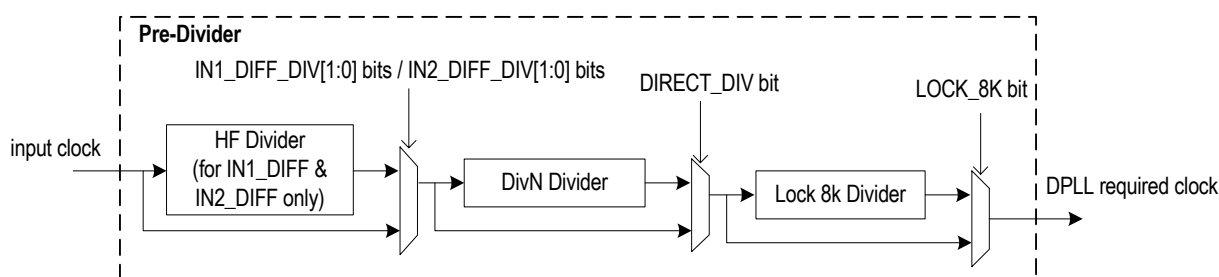 Pre-Divider
IN1_DIFF_DIV[1:0] bits / IN2_DIFF_DIV[1:0] bits
DIRECT_DIV bit
LOCK_8K bit
input clock
HF Divider
(for IN1_DIFF &
IN2_DIFF only)
DivN Divider
Lock 8k Divider
DPLL required clock